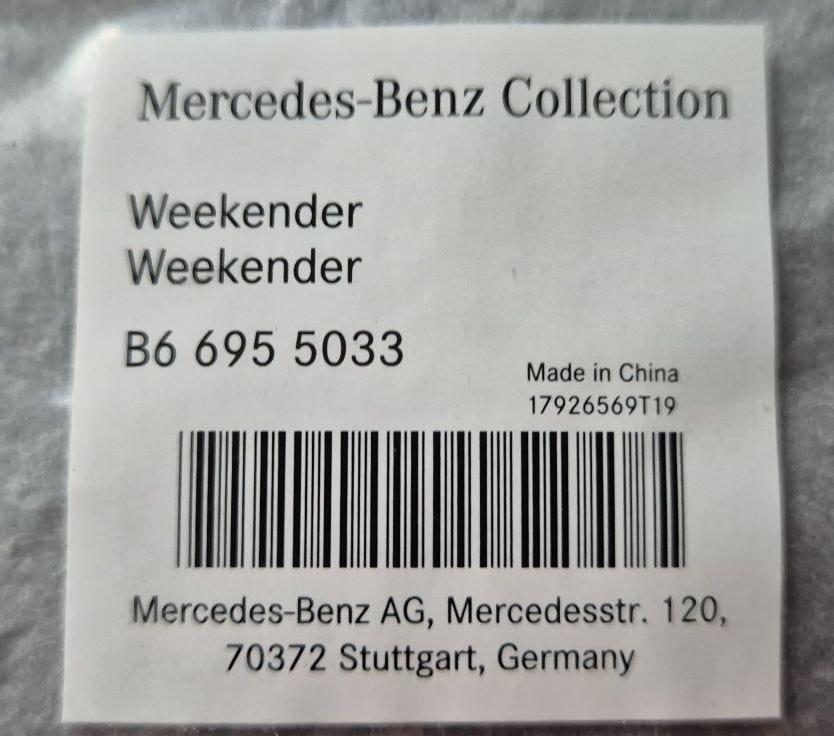 Mercedes-Benz Collection
Weekender
Weekender
B6 695 5033
Made in China
17926569T19
Mercedes-Benz AG, Mercedesstr. 120,
70372 Stuttgart, Germany